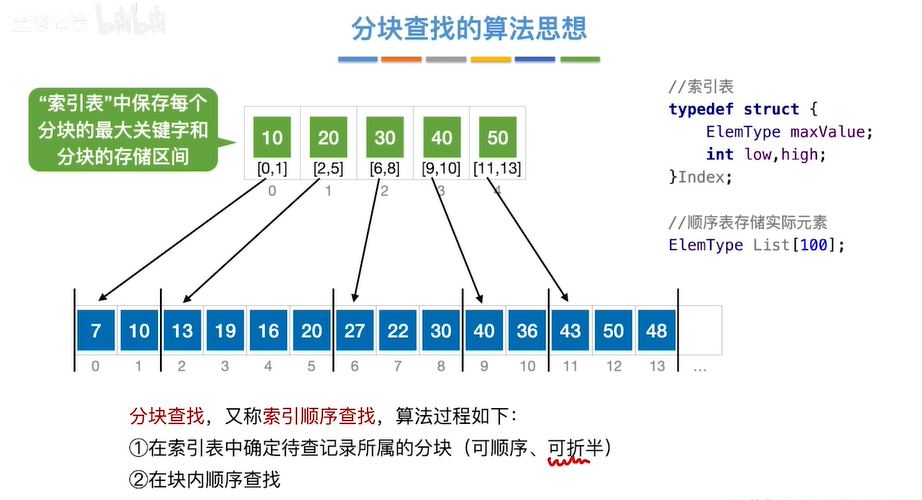 分块查找的算法思想
“索引表”中保存每个
分块的最大关键字和
分块的存储区间
10 20 30 40 50
[0,1] [2,5] [6,8] [9,10] [11,13]
0 1 2 3 4
//索引表
typedef struct {
ElemType maxValue;
int low,high;
}Index;
//顺序表存储实际元素
ElemType List[100];
7 10 13 19 16 20 27 22 30 40 36 43 50 48
0 1 2 3 4 5 6 7 8 9 10 11 12 13 …
分块查找，又称索引顺序查找，算法过程如下：
①在索引表中确定待查记录所属的分块（可顺序、可折半）
②在块内顺序查找